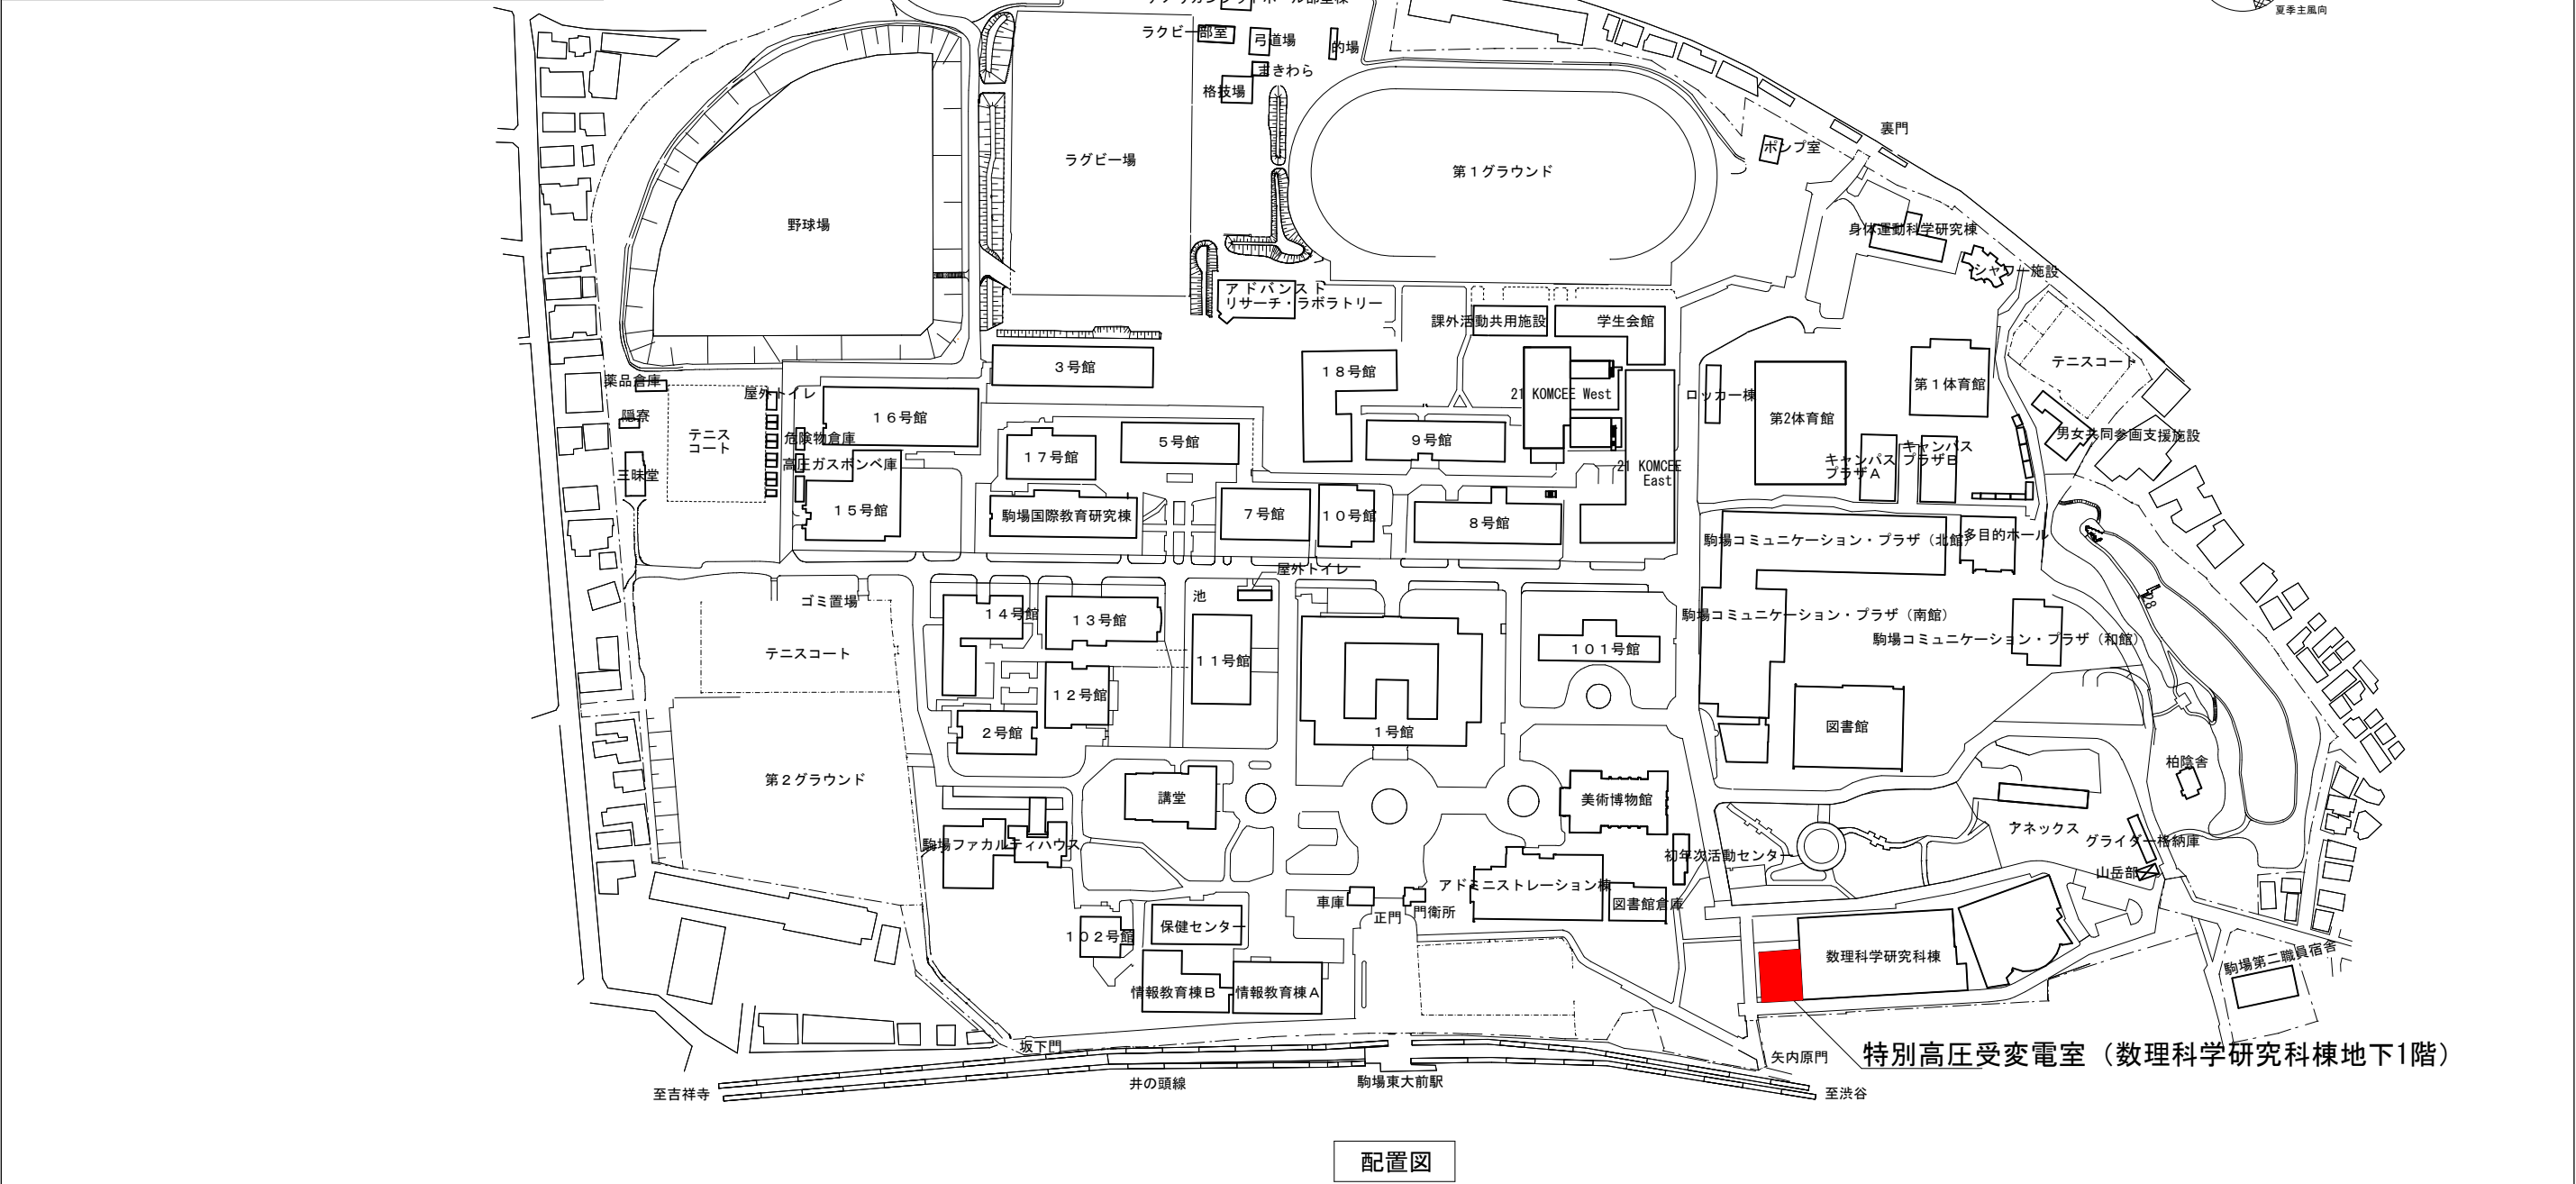 夏季主風向
ラクビー部室
弓道場
的場
まきわら
格技場
裏門
ポンプ室
ラグビー場
第１グラウンド
野球場
身体運動科学研究棟
シャワー施設
アドバンスト
リサーチ・ラボラトリー
課外活動共用施設
学生会館
３号館
１８号館
テニスコート
薬品倉庫
屋外トイレ
21 KOMCEE West
ロッカー棟
第１体育館
隠寮
１６号館
第2体育館
テニス
コート
危険物倉庫
５号館
９号館
男女共同参画支援施設
高圧ガスボンベ庫
１７号館
キャンパス
プラザＡ
キャンパス
プラザＢ
21 KOMCEE
East
三昧堂
１５号館
駒場国際教育研究棟
７号館
１０号館
８号館
駒場コミュニケーション・プラザ（北館）
多目的ホール
屋外トイレ
ゴミ置場
池
28
１４号館
１３号館
駒場コミュニケーション・プラザ（南館）
駒場コミュニケーション・プラザ（和館）
テニスコート
１１号館
１０１号館
１２号館
２号館
１号館
図書館
柏陰舎
第２グラウンド
講堂
美術博物館
アネックス
駒場ファカルティハウス
初年次活動センター
グライダー格納庫
山岳部
アドミニストレーション棟
図書館倉庫
車庫
正門
門衛所
１０２号館
保健センター
数理科学研究科棟
駒場第二職員宿舎
情報教育棟Ｂ
情報教育棟Ａ
坂下門
矢内原門
特別高圧受変電室（数理科学研究科棟地下1階）
至吉祥寺
井の頭線
駒場東大前駅
至渋谷
配置図